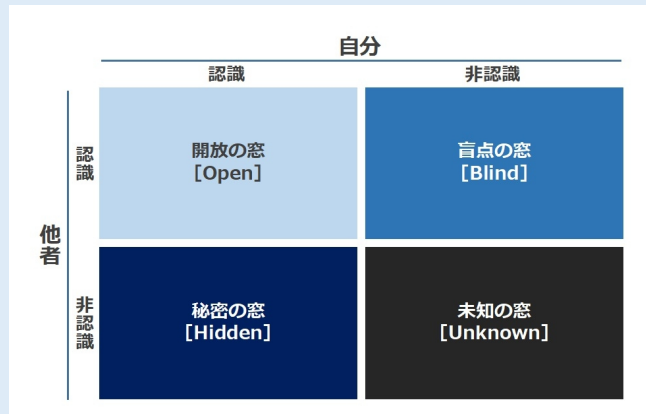 自分
認識
非認識
他者
認識
開放の窓
[Open]
盲点の窓
[Blind]
非認識
秘密の窓
[Hidden]
未知の窓
[Unknown]